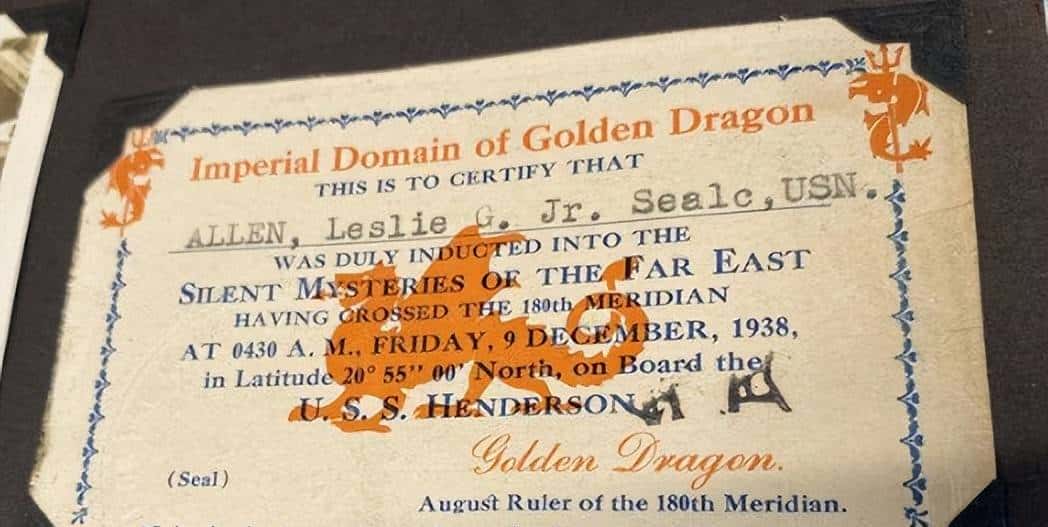 Imperial Domain of Golden Dragon
THIS IS TO CERTIFY THAT
ALLEN, Leslie G. Jr. Sea1c,USN.
WAS DULY INDUCTED INTO THE
SILENT MYSTERIES OF THE FAR EAST
HAVING CROSSED THE 180th MERIDIAN
AT 0430 A. M., FRIDAY, 9 DECEMBER, 1938,
in Latitude 20° 55'' 00' North, on Board the
U. S. S. HENDERSON
Golden Dragon.
(Seal)
August Ruler of the 180th Meridian.